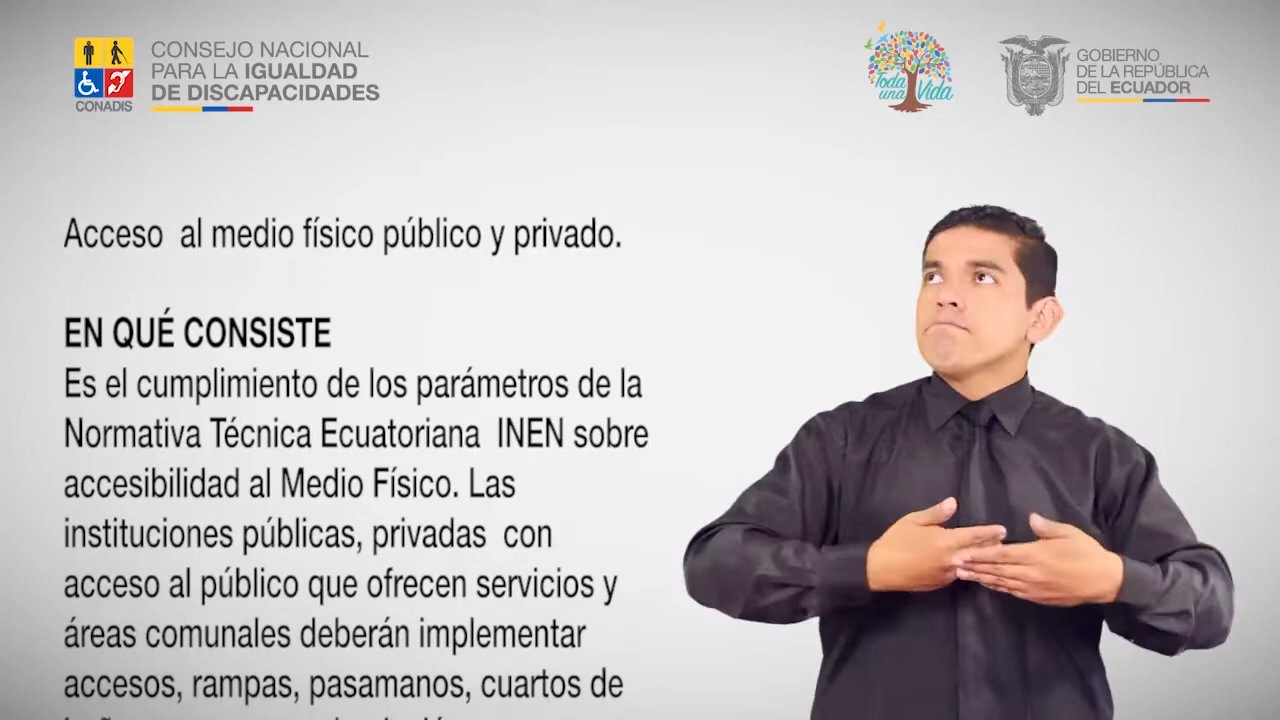 CONSEJO NACIONAL
PARA LA IGUALDAD
DE DISCAPACIDADES
CONADIS
Toda
una Vida
GOBIERNO
DE LA REPÚBLICA
DEL ECUADOR
Acceso al medio físico público y privado.
EN QUÉ CONSISTE
Es el cumplimiento de los parámetros de la
Normativa Técnica Ecuatoriana INEN sobre
accesibilidad al Medio Físico. Las
instituciones públicas, privadas con
acceso al público que ofrecen servicios y
áreas comunales deberán implementar
accesos, rampas, pasamanos, cuartos de